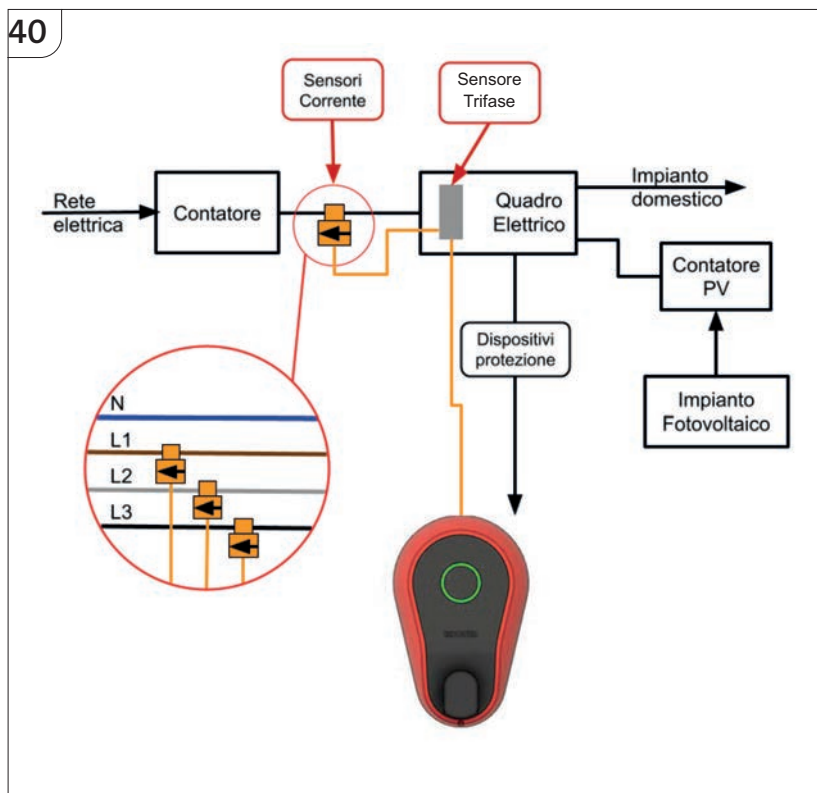 40
Sensori
Corrente
Sensore
Trifase
Rete
elettrica
Contatore
Quadro
Elettrico
Impianto
domestico
Contatore
PV
Dispositivi
protezione
Impianto
Fotovoltaico
N
L1
L2
L3